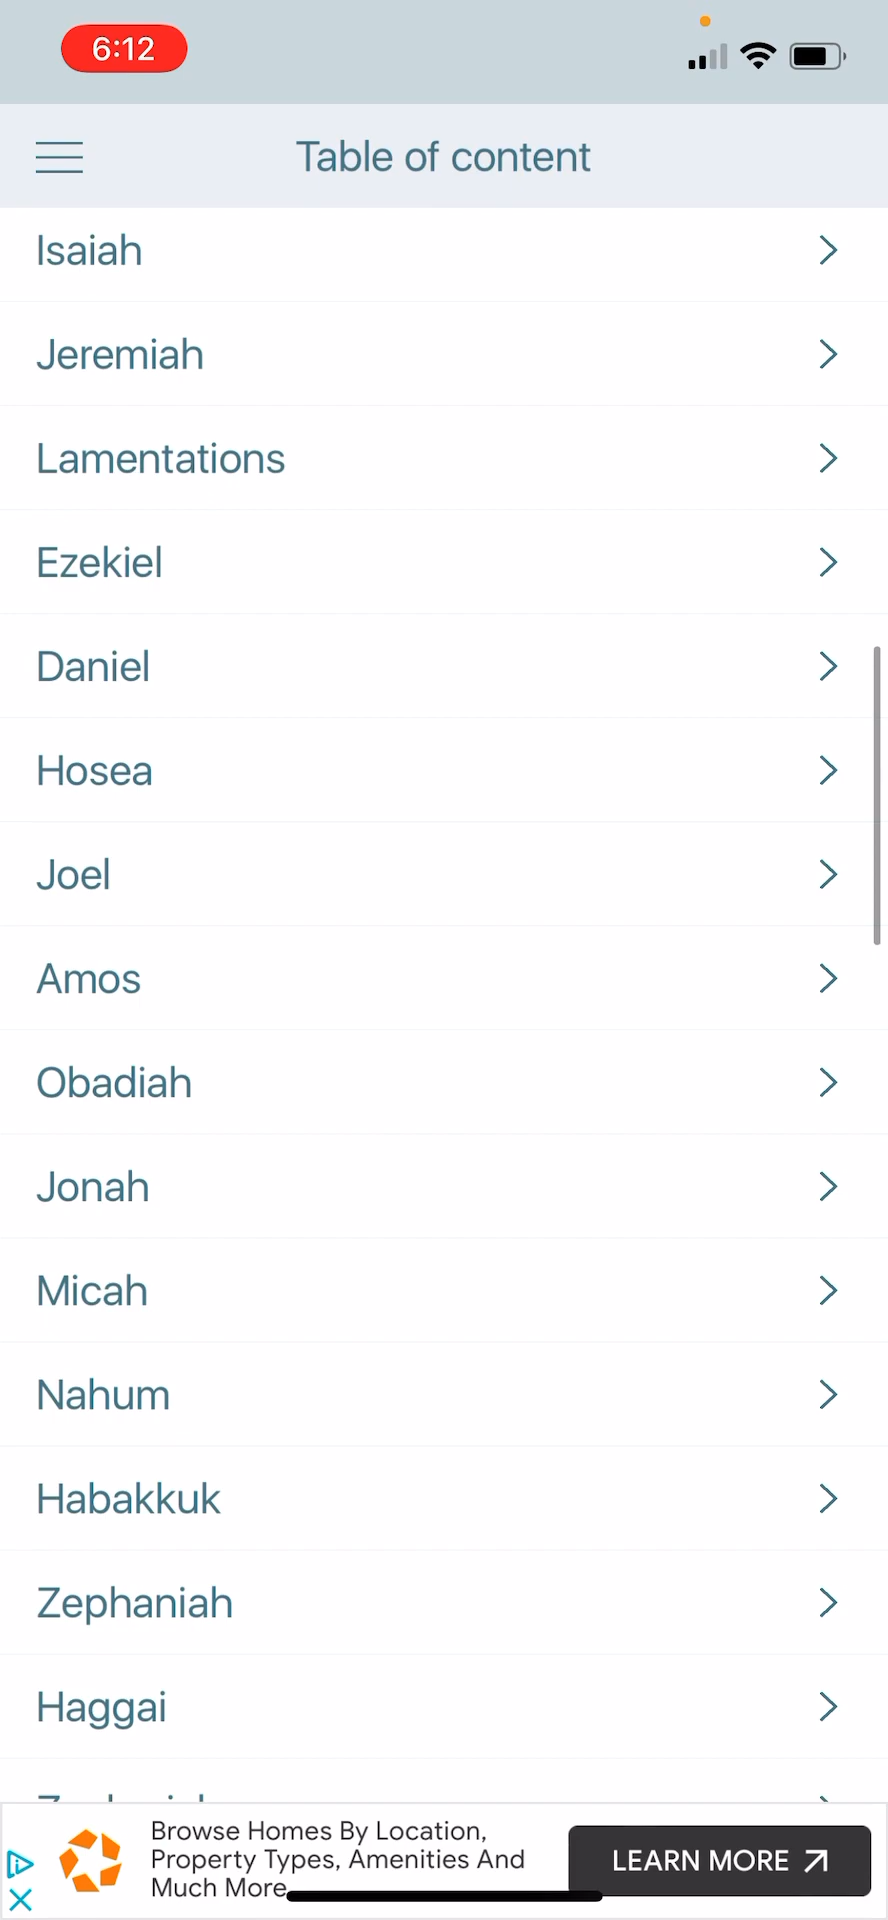 6:12
Table of content
Isaiah
Jeremiah
Lamentations
Ezekiel
Daniel
Hosea
Joel
Amos
Obadiah
Jonah
Micah
Nahum
Habakkuk
Zephaniah
Haggai
Browse Homes By Location,
Property Types, Amenities And
Much More
LEARN MORE